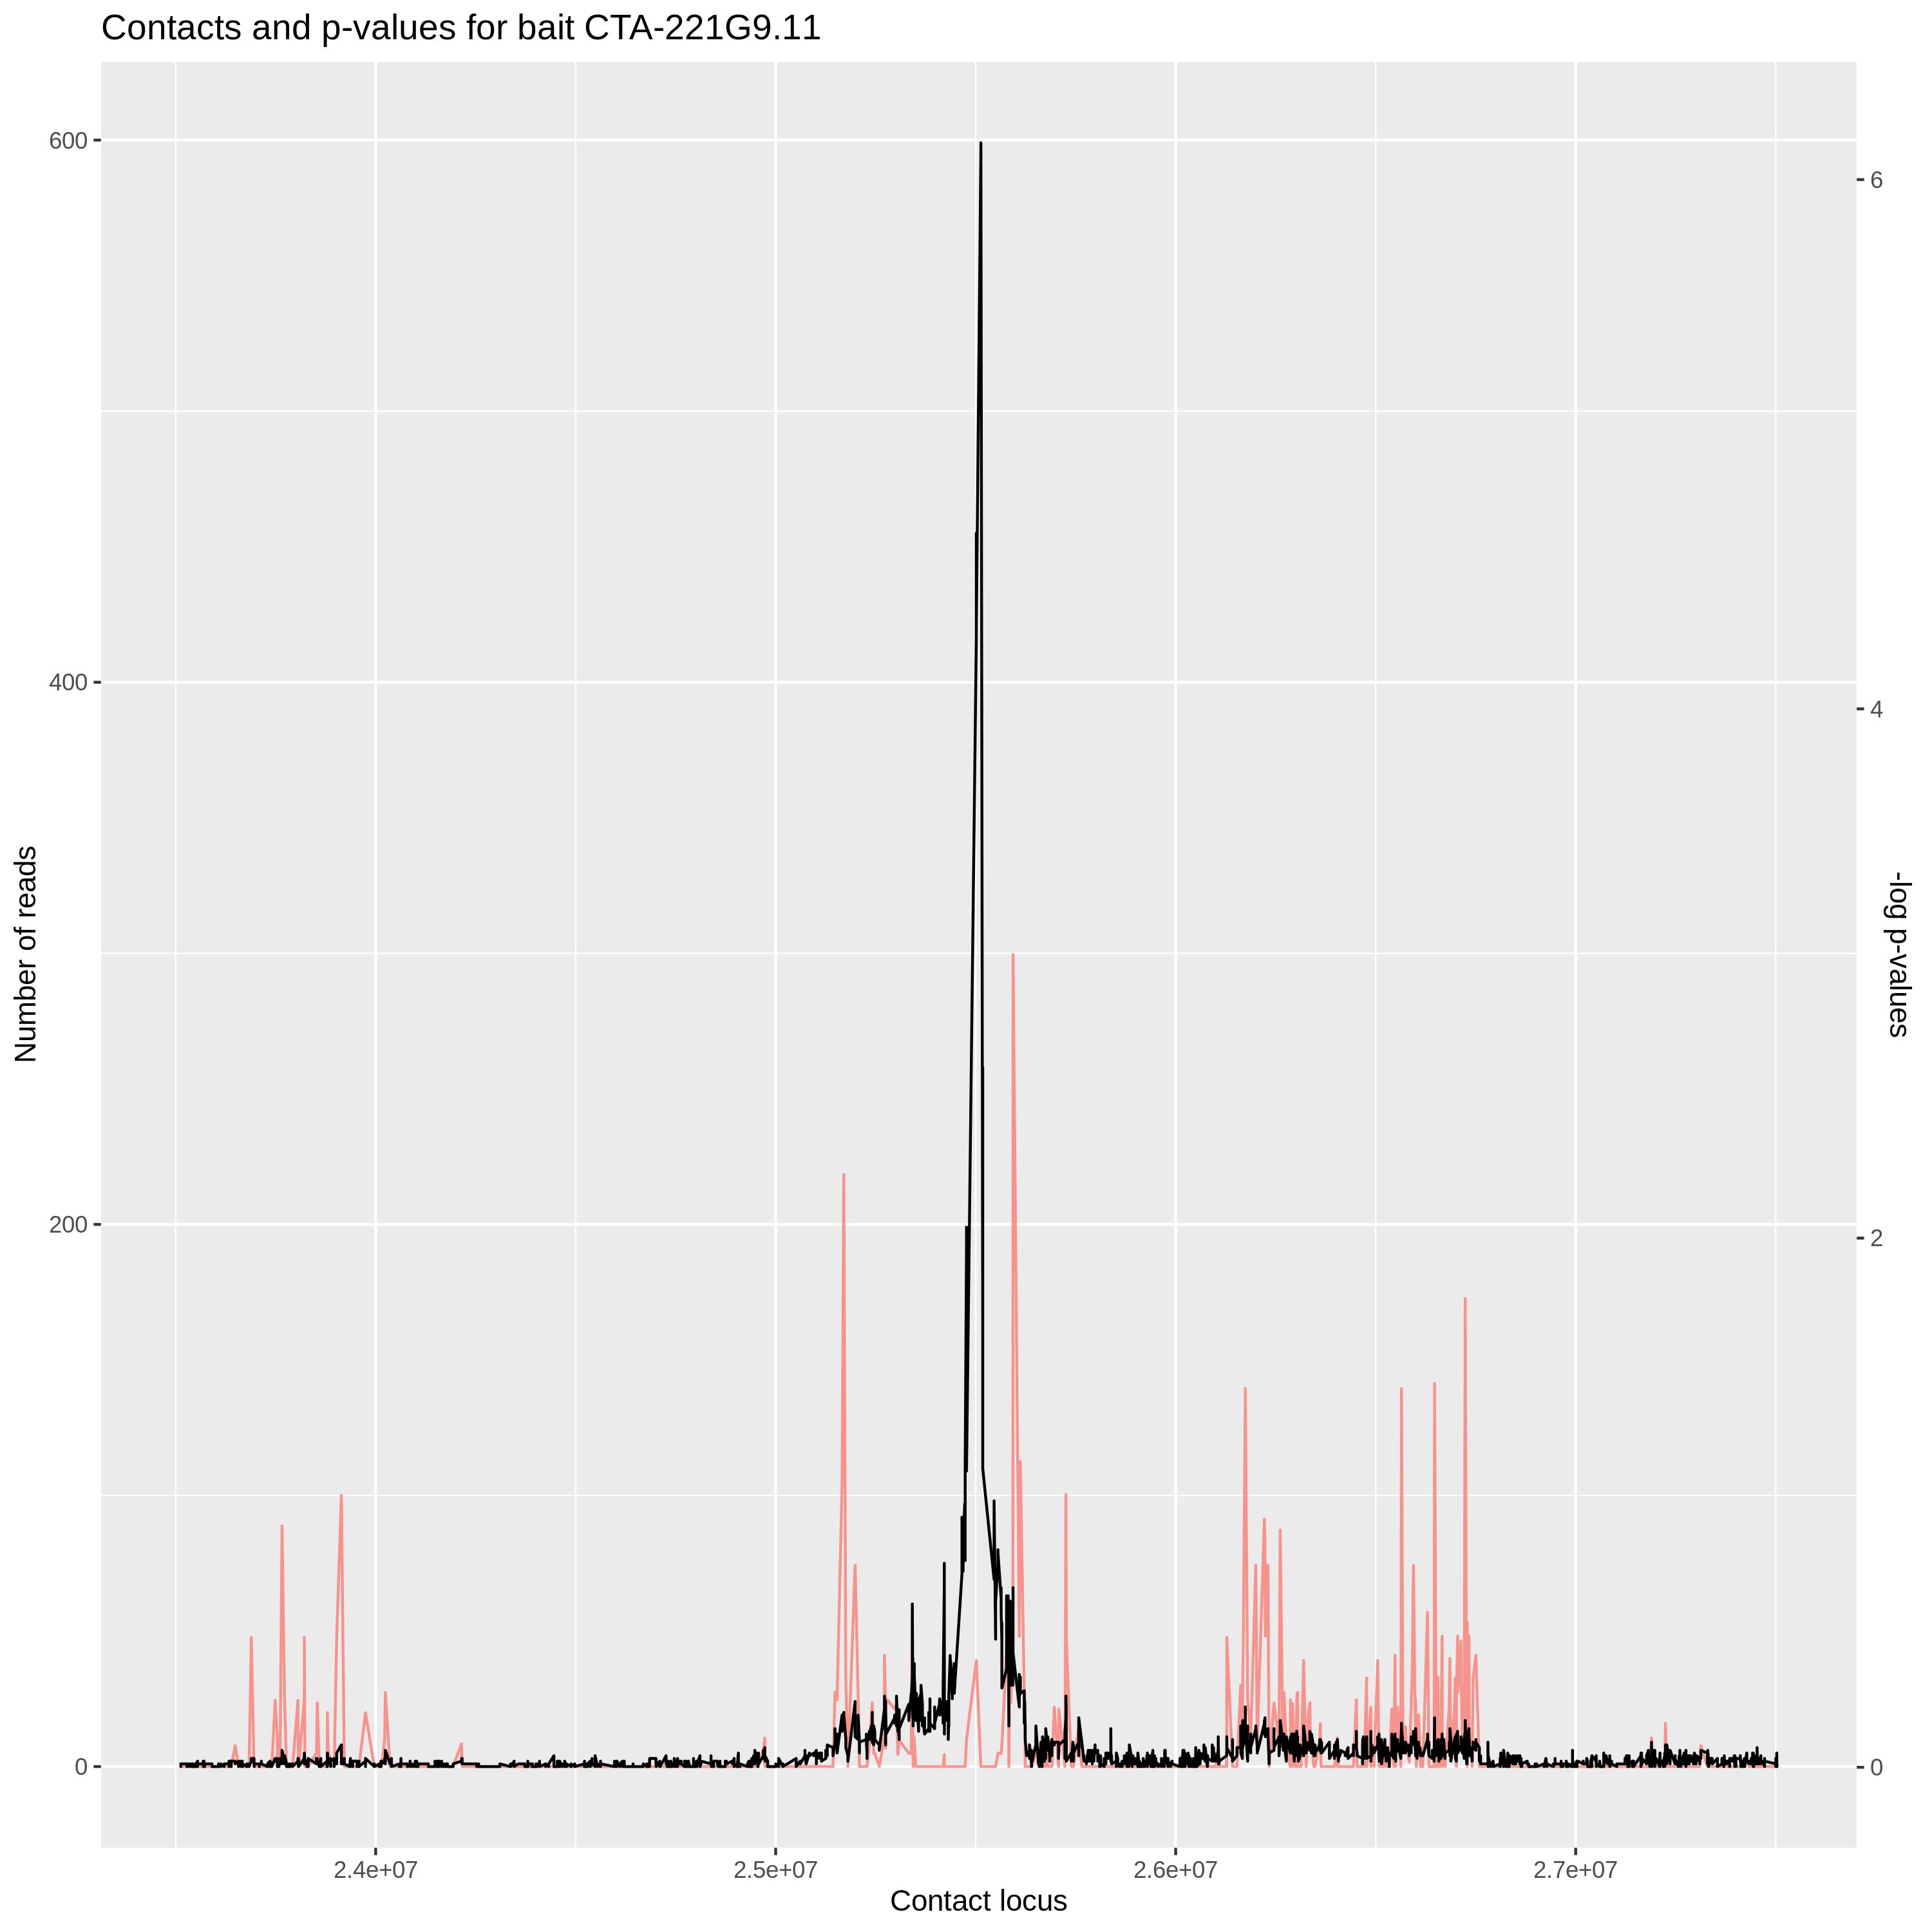 Contacts and p-values for bait CTA-221G9.11
600
400
200
0
Number of reads
6
4
2
0
-log p-values
2.4e+07
2.5e+07
2.6e+07
2.7e+07
Contact locus